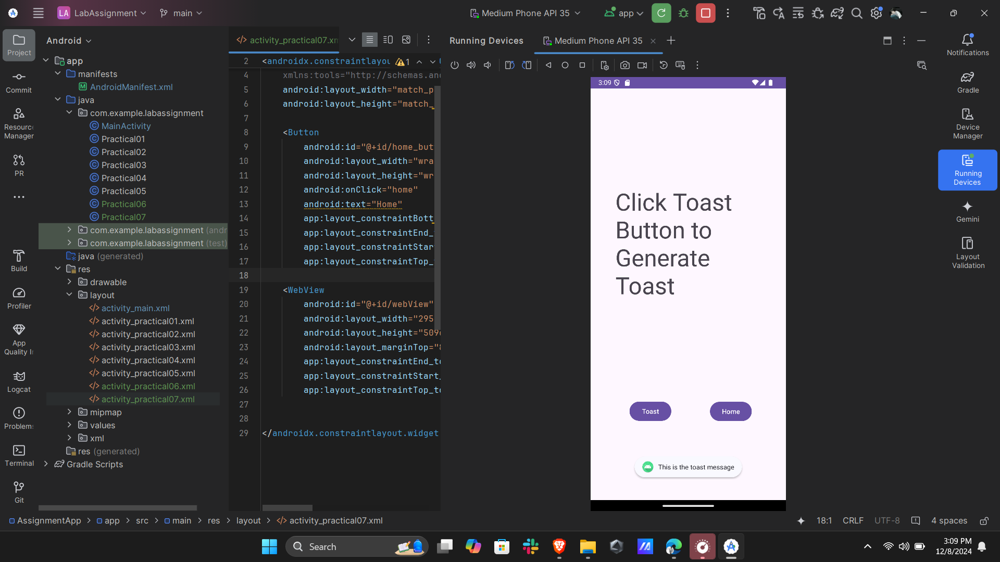 LA LabAssignment main Medium Phone API 35 app
Project
Commit
Resource
Manager
PR
Build
Profiler
App
Quality
Logcat
Problems
Terminal
Git
Android
app
manifests
AndroidManifest.xml
java
com.example.labassignment
MainActivity
Practical01
Practical02
Practical03
Practical04
Practical05
Practical06
Practical07
com.example.labassignment (andr
com.example.labassignment (test)
java (generated)
res
drawable
layout
activity_main.xml
activity_practical01.xml
activity_practical02.xml
activity_practical03.xml
activity_practical04.xml
activity_practical05.xml
activity_practical06.xml
activity_practical07.xml
mipmap
values
xml
res (generated)
Gradle Scripts
activity_practical07.xm
2 <androidx.constraintlayou 1
4 xmlns:tools="http://schemas.and
5 android:layout_width="match_p
6 android:layout_height="match_
7
8 <Button
9 android:id="@+id/home_but
10 android:layout_width="wra
11 android:layout_height="wr
12 android:onClick="home"
13 android:text="Home"
14 app:layout_constraintBott
15 app:layout_constraintEnd_
16 app:layout_constraintStar
17 app:layout_constraintTop_
18
19 <WebView
20 android:id="@+id/webView"
21 android:layout_width="295
22 android:layout_height="509
23 android:layout_marginTop="8
24 app:layout_constraintEnd_to
25 app:layout_constraintStart_
26 app:layout_constraintTop_to
27
28
29 </androidx.constraintlayout.widget
Running Devices Medium Phone API 35
3:09
Click Toast
Button to
Generate
Toast
Toast Home
This is the toast message
Notifications
Gradle
Device
Manager
Running
Devices
Gemini
Layout
Validation
AssignmentApp > app > src > main > res > layout > activity_practical07.xml
18:1 CRLF UTF-8 4 spaces
Search
3:09 PM
12/8/2024